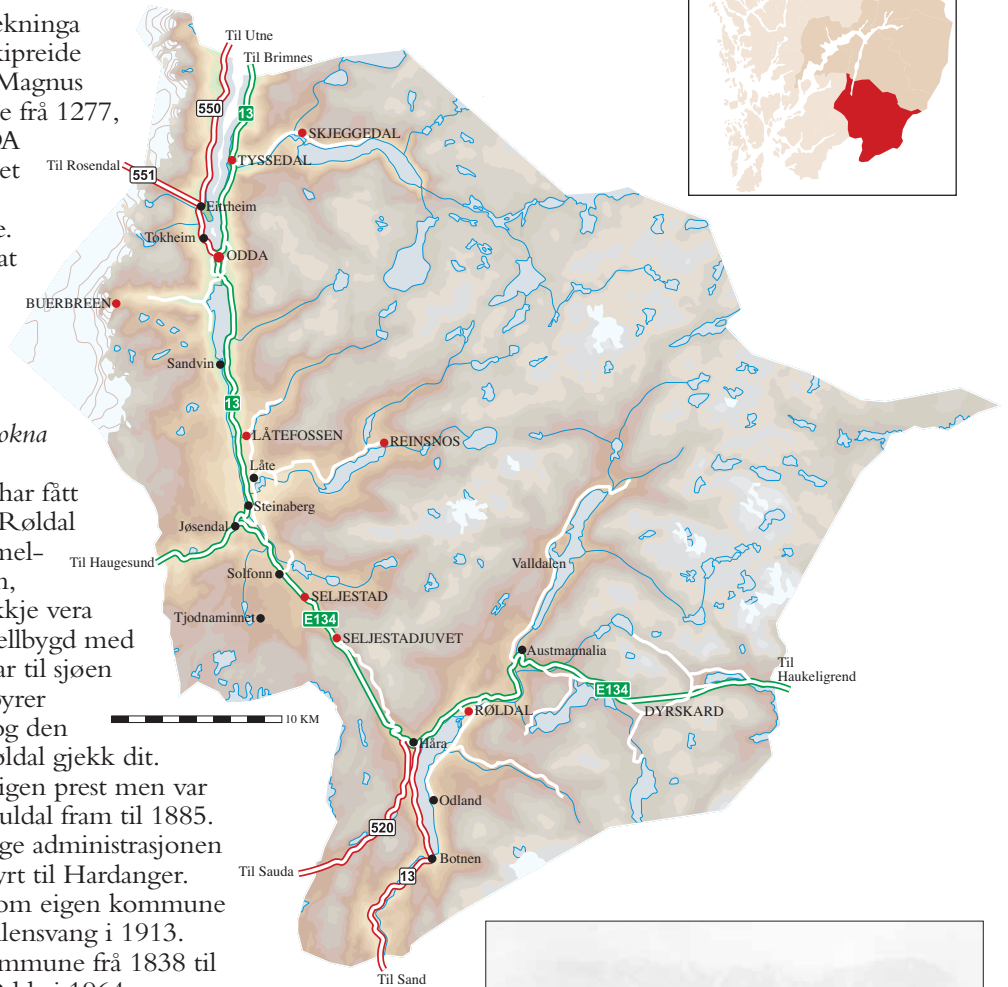 ekninga
kipreide
Magnus
e frå 1277,
DA
et
e.
at
okna
har fått
Røldal
mel-
n,
kkje vera
ellbygd med
ar til sjøen
byrer
og den
øldal gjekk dit.
eigen prest men var
uldal fram til 1885.
ge administrasjonen
yrt til Hardanger.
om eigen kommune
llensvang i 1913.
mmune frå 1838 til
Til Utne
Til Brimnes
550
13
SKJEGGEDAL
TYSSEDAL
Til Rosendal
551
Eitrheim
Tokheim
ODDA
BUERBREEN
Sandvin
13
LÅTEFOSSEN
REINSNOS
Låte
Steinaberg
Jøsendal
Til Haugesund
Solfonn
SELJESTAD
Tjodnaminnet
E134
SELJESTADJUVET
Valldalen
Austmannalia
Til
Haukeligrend
E134
DYRSKARD
RØLDAL
10 KM
Håra
Odland
520
Botnen
Til Sauda
13
Til Sand